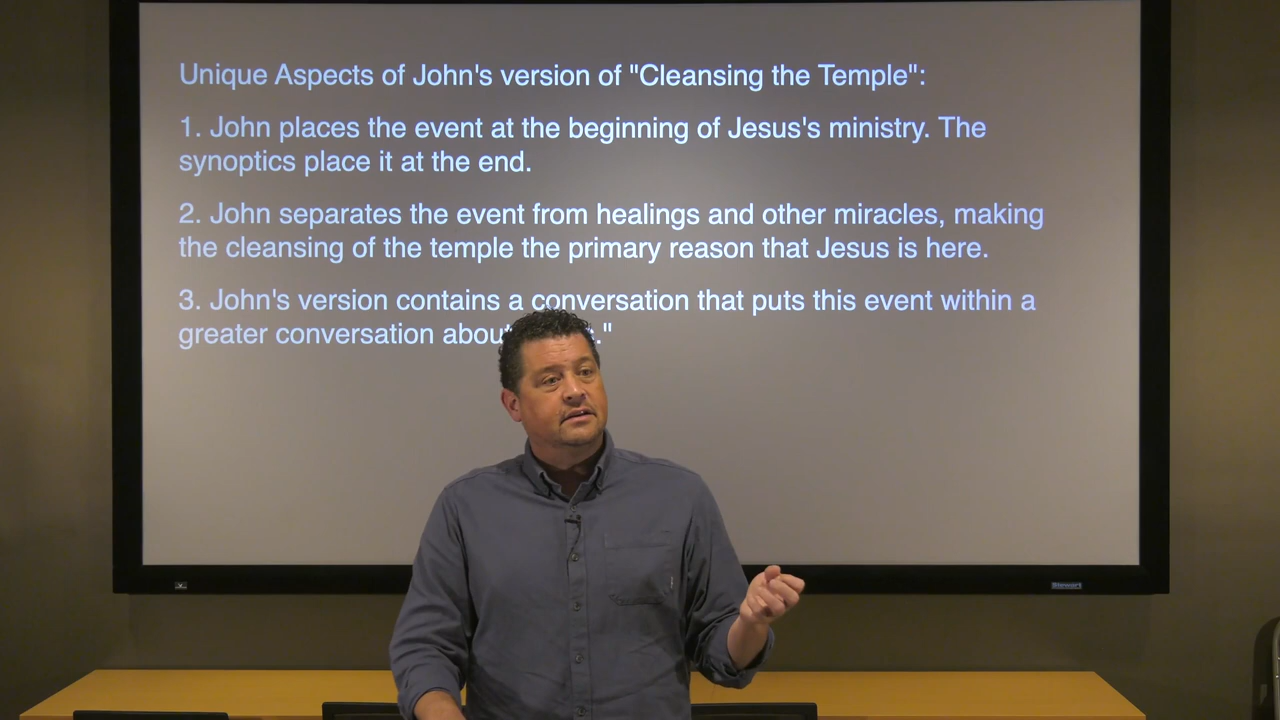 Unique Aspects of John's version of "Cleansing the Temple":
1. John places the event at the beginning of Jesus's ministry. The
synoptics place it at the end.
2. John separates the event from healings and other miracles, making
the cleansing of the temple the primary reason that Jesus is here.
3. John's version contains a conversation that puts this event within a
greater conversation about
Stewart